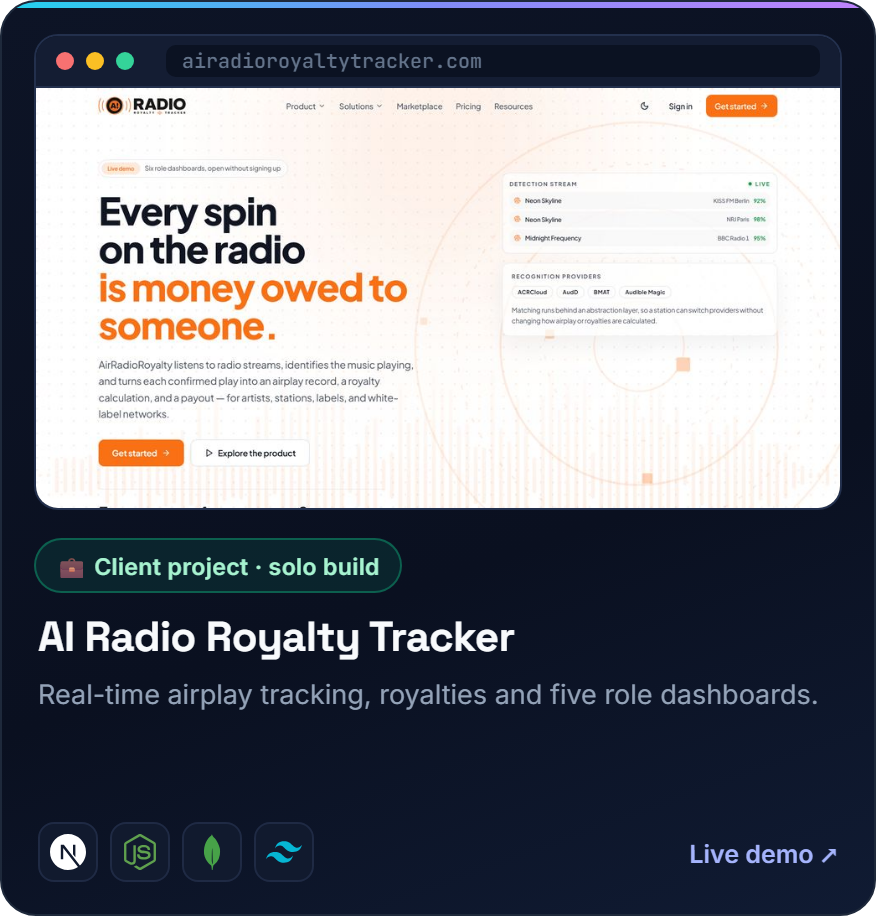 airadioroyaltytracker.com
AI RADIO
ROYALTY TRACKER
Product Solutions Marketplace Pricing Resources Sign in Get started →
Live demo Six role dashboards, open without signing up
Every spin
on the radio
is money owed to
someone.
AirRadioRoyalty listens to radio streams, identifies the music playing,
and turns each confirmed play into an airplay record, a royalty
calculation, and a payout — for artists, stations, labels, and white-
label networks.
Get started → Explore the product
DETECTION STREAM LIVE
Neon Skyline KISS FM Berlin 92%
Neon Skyline NRJ Paris 98%
Midnight Frequency BBC Radio 1 95%
RECOGNITION PROVIDERS
ACRCloud AudD BMAT Audible Magic
Matching runs behind an abstraction layer, so a station can switch providers without
changing how airplay or royalties are calculated.
Client project · solo build
AI Radio Royalty Tracker
Real-time airplay tracking, royalties and five role dashboards.
N JS
Live demo ↗